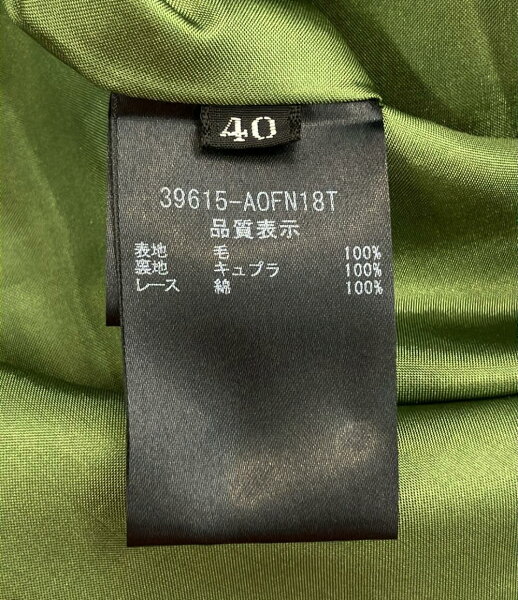 40
39615-A0FN18T
品質表示
表地 毛 100%
裏地 キュプラ 100%
レース 綿 100%